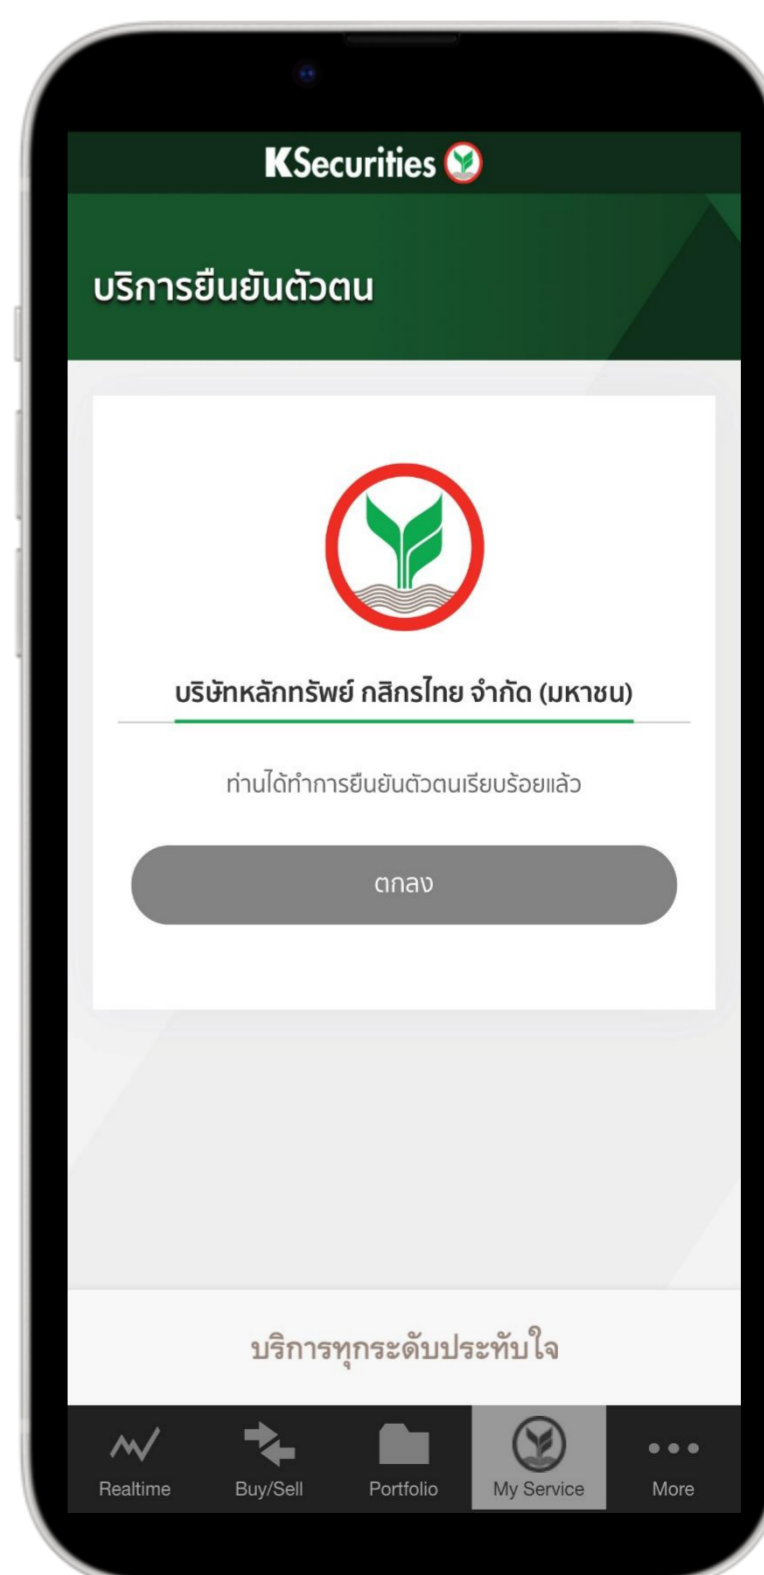 KSecurities
บริการยืนยันตัวตน
บริษัทหลักทรัพย์ กสิกรไทย จำกัด (มหาชน)
ท่านได้ทำการยืนยันตัวตนเรียบร้อยแล้ว
ตกลง
บริการทุกระดับประทับใจ
Realtime Buy/Sell Portfolio My Service More